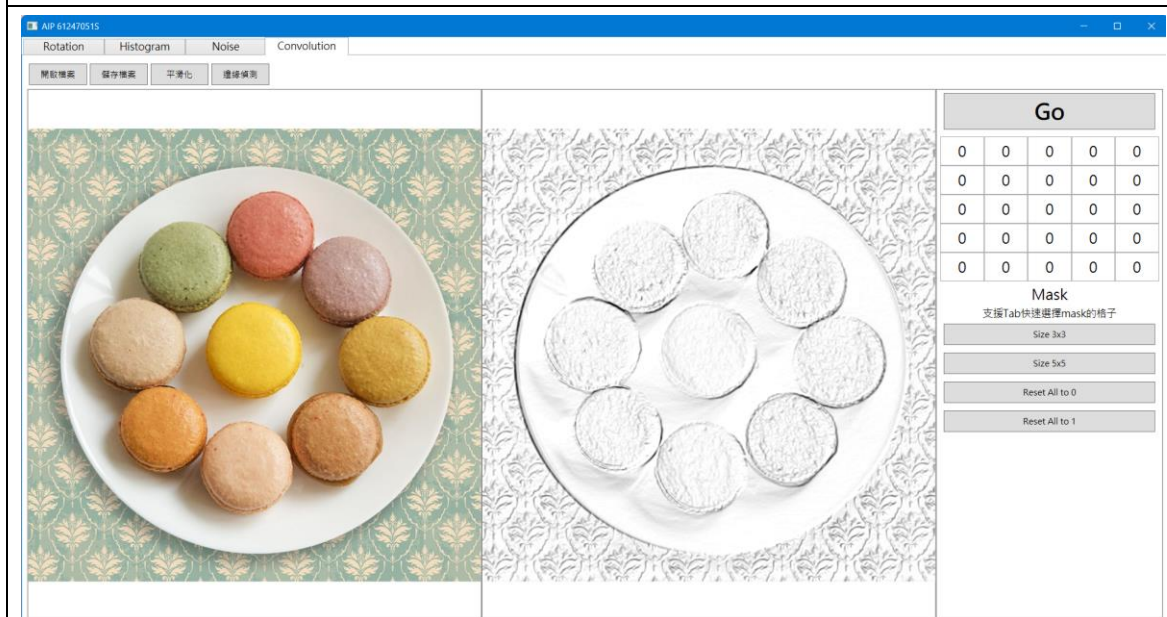 AIP 61247051S
Rotation Histogram Noise Convolution
開啟檔案 儲存檔案 平滑化 邊緣偵測
Go
0 0 0 0 0
0 0 0 0 0
0 0 0 0 0
0 0 0 0 0
0 0 0 0 0
Mask
支援Tab快速選擇mask的格子
Size 3x3
Size 5x5
Reset All to 0
Reset All to 1